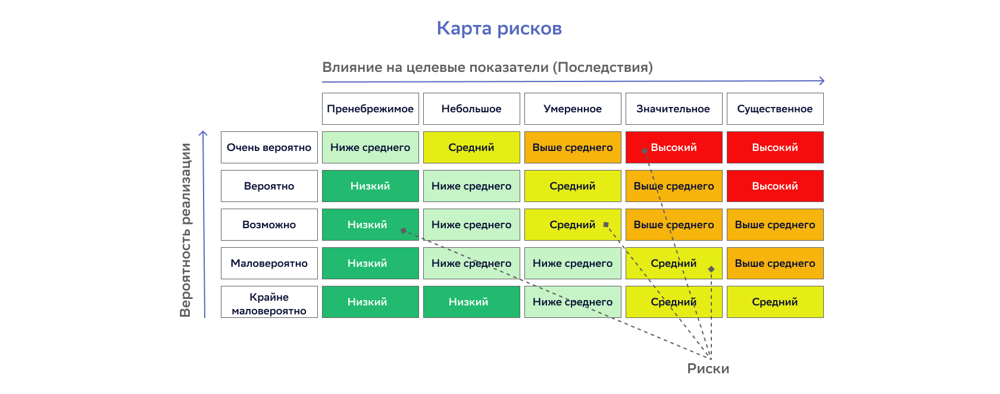 Карта рисков
Влияние на целевые показатели (Последствия)
Пренебрежимое Небольшое Умеренное Значительное Существенное
Вероятность реализации
Очень вероятно Ниже среднего Средний Выше среднего Высокий Высокий
Вероятно Низкий Ниже среднего Средний Выше среднего Высокий
Возможно Низкий Ниже среднего Средний Выше среднего Выше среднего
Маловероятно Низкий Ниже среднего Ниже среднего Средний Выше среднего
Крайне
маловероятно Низкий Низкий Ниже среднего Средний Средний
Риски